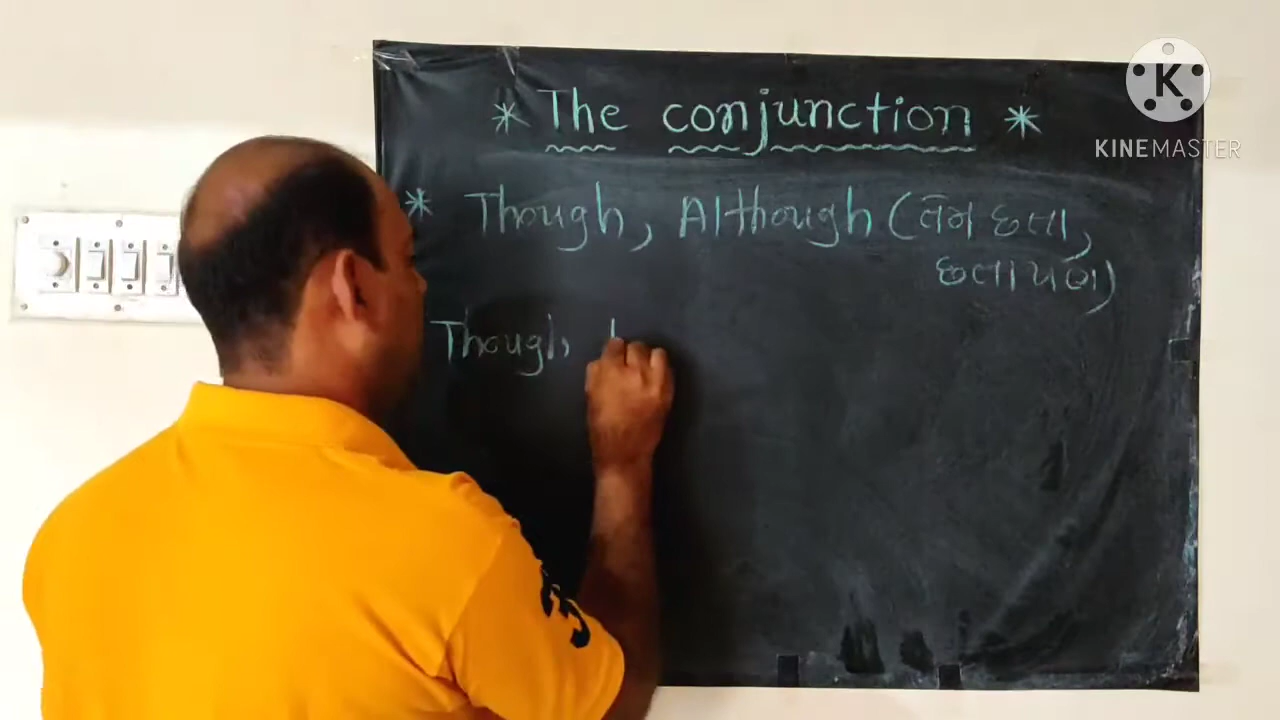 * The conjunction *
* Though, Although (તેમ છતા,
છતા પણ)
Though
K
KINEMASTER